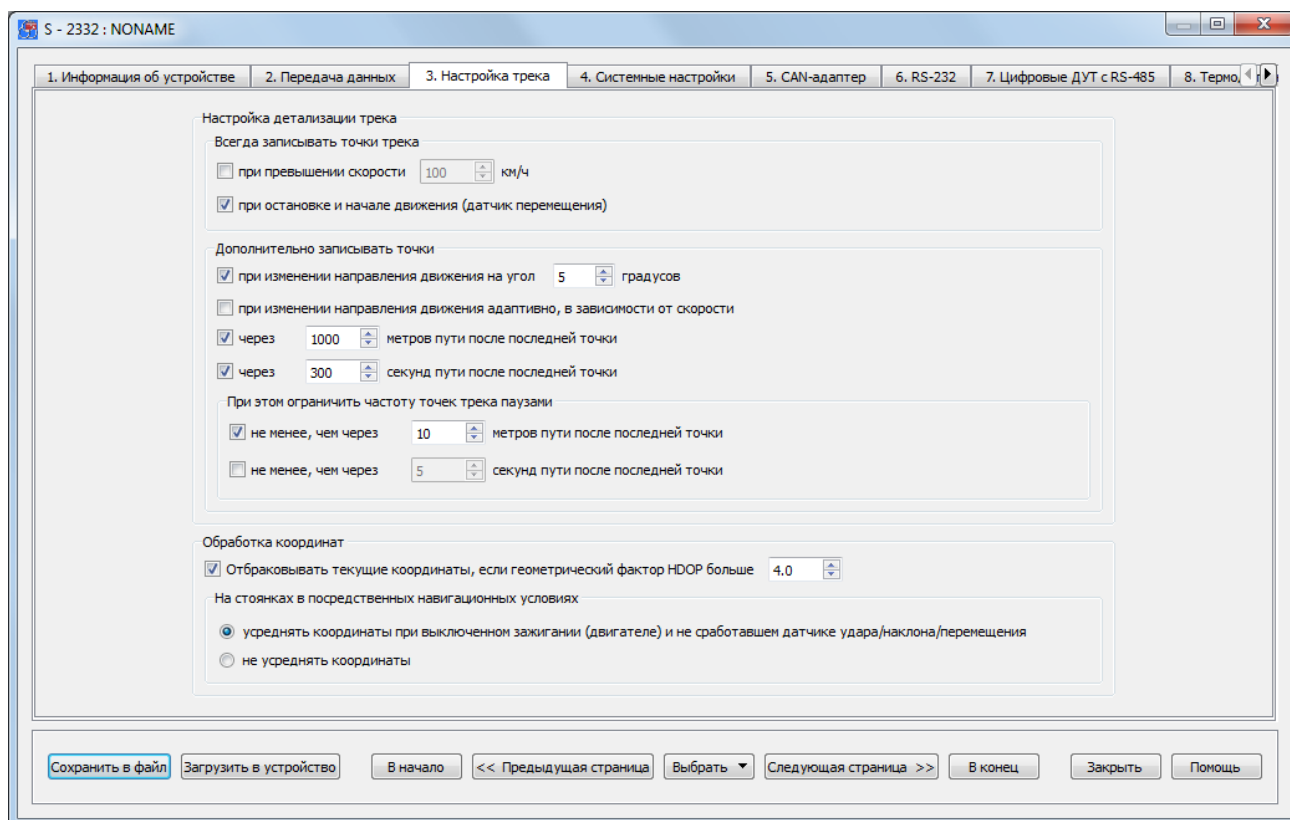 S - 2332 : NONAME
1. Информация об устройстве 2. Передача данных 3. Настройка трека 4. Системные настройки 5. CAN-адаптер 6. RS-232 7. Цифровые ДУТ с RS-485 8. Термо
Настройка детализации трека
Всегда записывать точки трека
при превышении скорости 100 км/ч
при остановке и начале движения (датчик перемещения)
Дополнительно записывать точки
при изменении направления движения на угол 5 градусов
при изменении направления движения адаптивно, в зависимости от скорости
через 1000 метров пути после последней точки
через 300 секунд пути после последней точки
При этом ограничить частоту точек трека паузами
не менее, чем через 10 метров пути после последней точки
не менее, чем через 5 секунд пути после последней точки
Обработка координат
Отбраковывать текущие координаты, если геометрический фактор HDOP больше 4.0
На стоянках в посредственных навигационных условиях
усреднять координаты при выключенном зажигании (двигателе) и не сработавшем датчике удара/наклона/перемещения
не усреднять координаты
Сохранить в файл Загрузить в устройство В начало << Предыдущая страница Выбрать Следующая страница >> В конец Закрыть Помощь